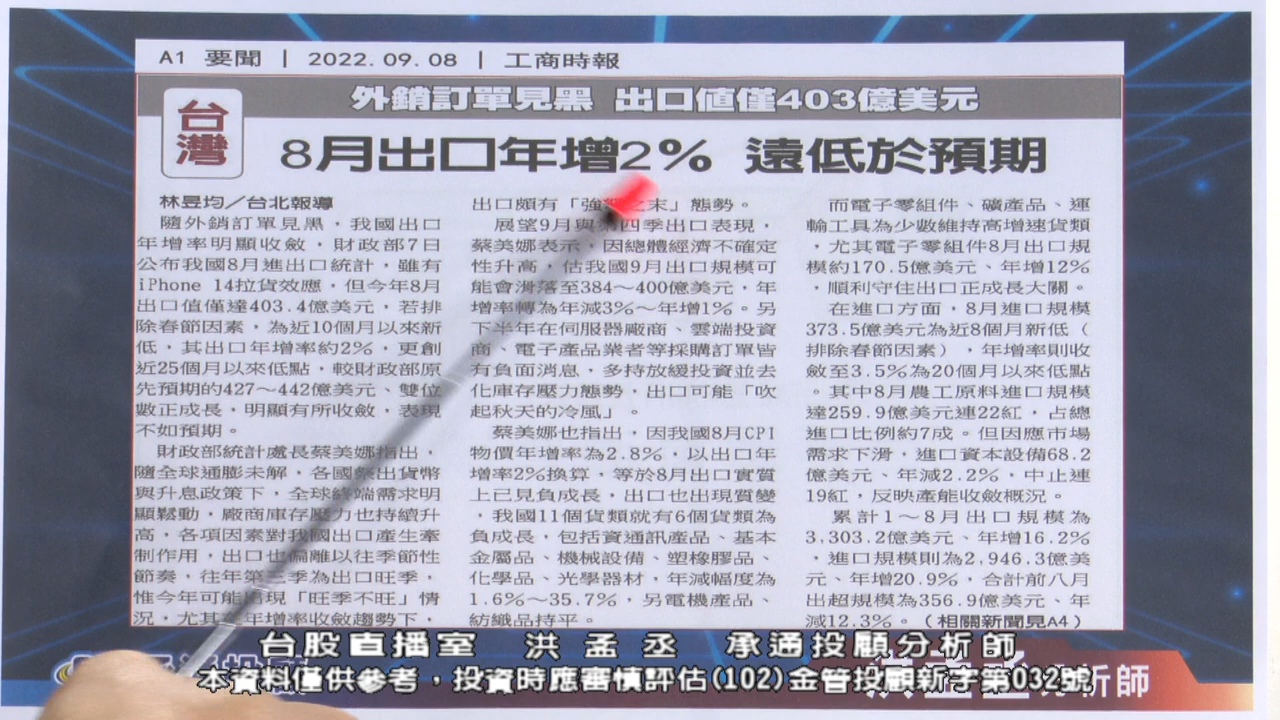 A1 要聞 | 2022.09.08 | 工商時報
外銷訂單見黑 出口値僅403億美元
台灣
8月出口年增2% 遠低於預期
林昱均／台北報導
隨外銷訂單見黑，我國出口
年增率明顯收斂，財政部7日
公布我國8月進出口統計，雖有
iPhone 14拉貨效應，但今年8月
出口值僅達403.4億美元，若排
除春節因素，為近10個月以來新
低，其出口年增率約2%，更創
近25個月以來低點，較財政部原
先預期的427～442億美元、雙位
數正成長，明顯有所收斂，表現
不如預期。
財政部統計處長蔡美娜指出，
隨全球通膨未解，各國祭出貨幣
與升息政策下，全球終端需求明
顯鬆動，廠商庫存壓力也持續升
高，各項因素對我國出口產生牽
制作用，出口也偏離以往季節性
節奏，往年第三季為出口旺季，
惟今年可能出現「旺季不旺」情
況，尤其年增率收斂趨勢下，
出口頗有「強弩之末」態勢。
展望9月與第四季出口表現，
蔡美娜表示，因總體經濟不確定
性升高，估我國9月出口規模可
能會滑落至384～400億美元，年
增率轉為年減3%～年增1%。另
下半年在伺服器廠商、雲端投資
商、電子產品業者等採購訂單皆
有負面消息，多持放緩投資並去
化庫存壓力態勢，出口可能「吹
起秋天的冷風」。
蔡美娜也指出，因我國8月CPI
物價年增率為2.8%，以出口年
增率2%換算，等於8月出口實質
上已見負成長，出口也出現質變
，我國11個貨類就有6個貨類為
負成長，包括資通訊產品、基本
金屬品、機械設備、塑橡膠品、
化學品、光學器材，年減幅度為
1.6%～35.7%，另電機產品、
紡織品持平。
而電子零組件、礦產品、運
輸工具為少數維持高增速貨類
，尤其電子零組件8月出口規
模約170.5億美元、年增12%
，順利守住出口正成長大關。
在進口方面，8月進口規模
373.5億美元為近8個月新低（
排除春節因素），年增率則收
斂至3.5%為20個月以來低點
。其中8月農工原料進口規模
達259.9億美元連22紅，占總
進口比例約7成。但因應市場
需求下滑，進口資本設備68.2
億美元、年減2.2%，中止連
19紅，反映產能收斂概況。
累計1～8月出口規模為
3,303.2億美元、年增16.2%
，進口規模則為2,946.3億美
元、年增20.9%，合計前八月
出超規模為356.9億美元、年
減12.3%。（相關新聞見A4）
台股直播室 洪孟丞 承通投顧分析師
本資料僅供參考，投資時應審慎評估(102)金管投顧新字第032號
分析師